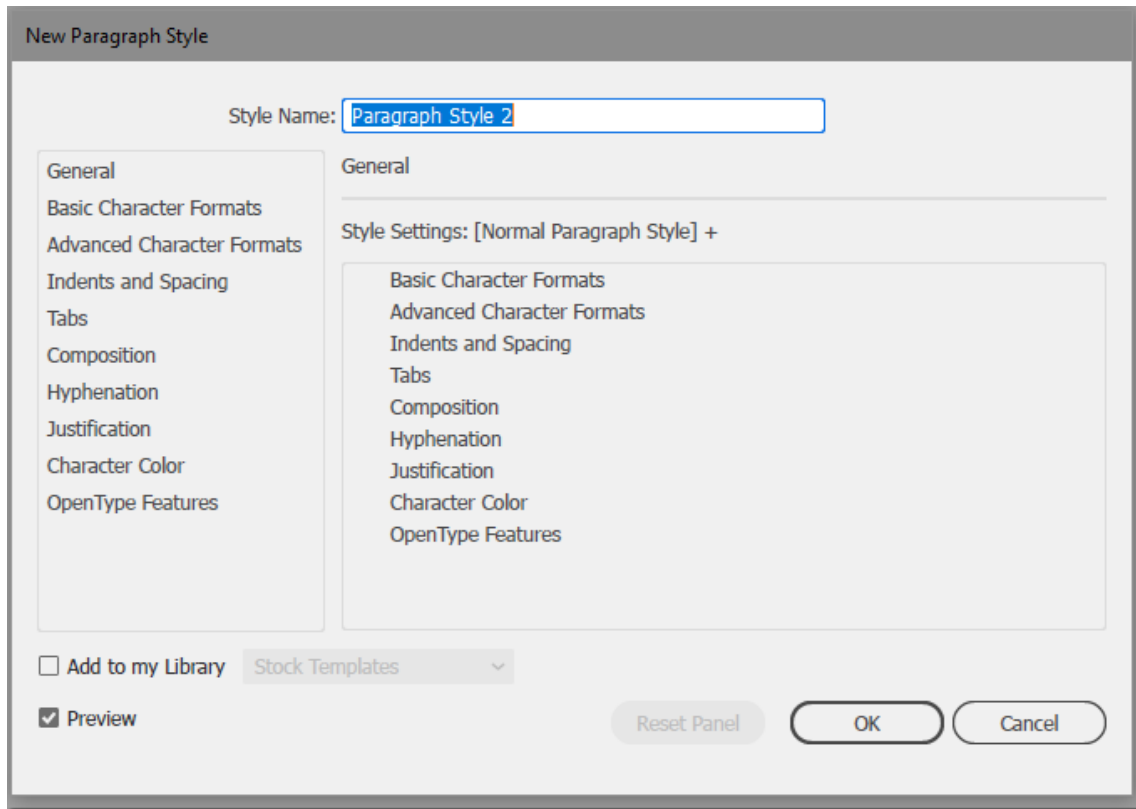 New Paragraph Style
Style Name: Paragraph Style 2
General
Basic Character Formats
Advanced Character Formats
Indents and Spacing
Tabs
Composition
Hyphenation
Justification
Character Color
OpenType Features
General
Style Settings: [Normal Paragraph Style] +
Basic Character Formats
Advanced Character Formats
Indents and Spacing
Tabs
Composition
Hyphenation
Justification
Character Color
OpenType Features
Add to my Library Stock Templates
Preview
Reset Panel OK Cancel